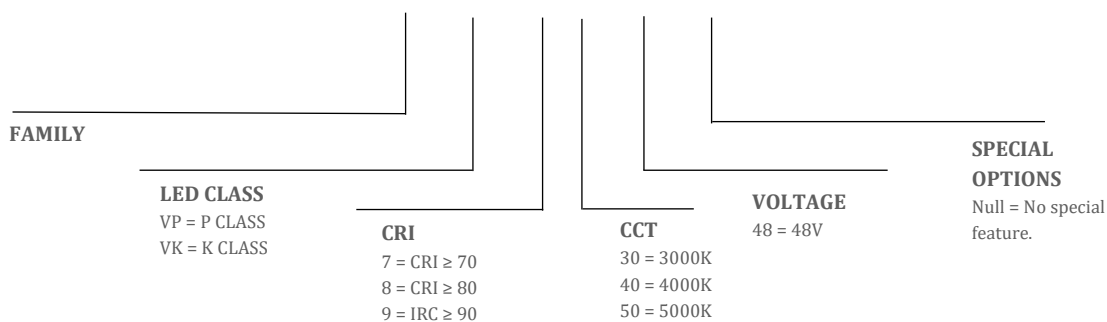 FAMILY
LED CLASS
VP = P CLASS
VK = K CLASS
CRI
7 = CRI ≥ 70
8 = CRI ≥ 80
9 = IRC ≥ 90
CCT
30 = 3000K
40 = 4000K
50 = 5000K
VOLTAGE
48 = 48V
SPECIAL
OPTIONS
Null = No special
feature.